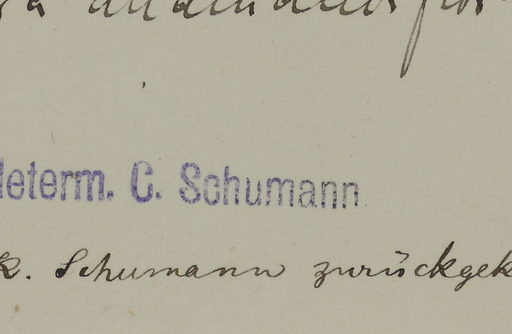 determ. C. Schumann
K. Schumann zurückgek